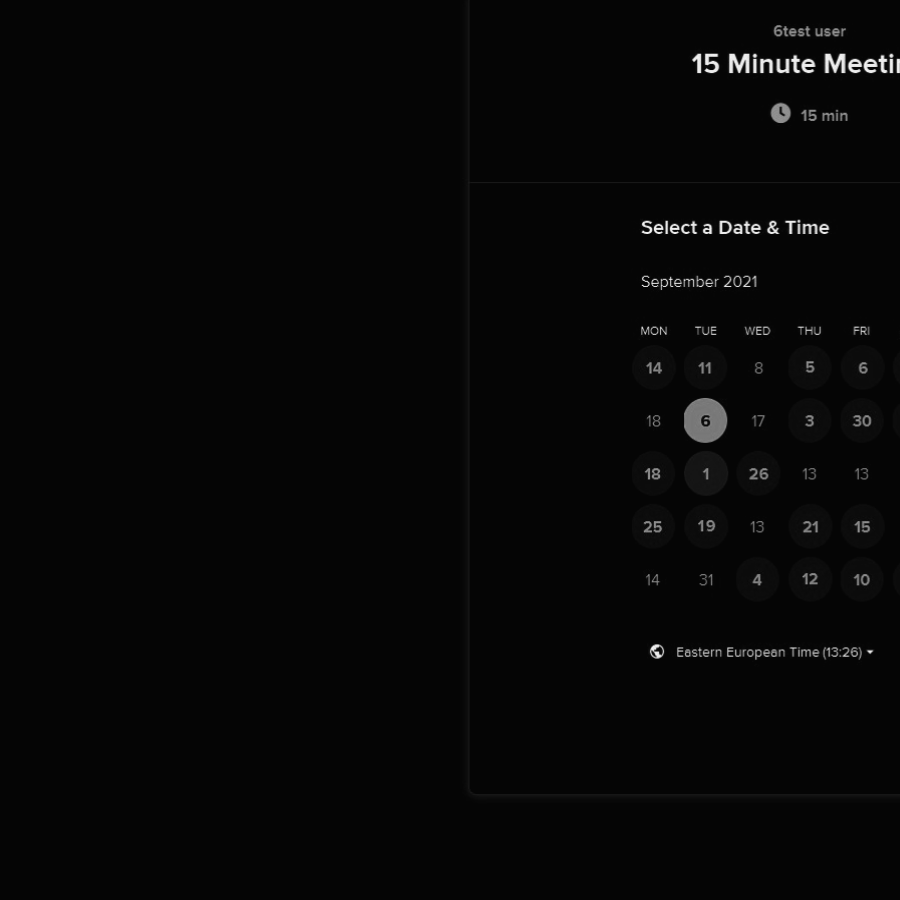 6test user
15 Minute Meetin
15 min
Select a Date & Time
September 2021
MON TUE WED THU FRI
14 11 8 5 6
18 6 17 3 30
18 1 26 13 13
25 19 13 21 15
14 31 4 12 10
Eastern European Time (13:26)